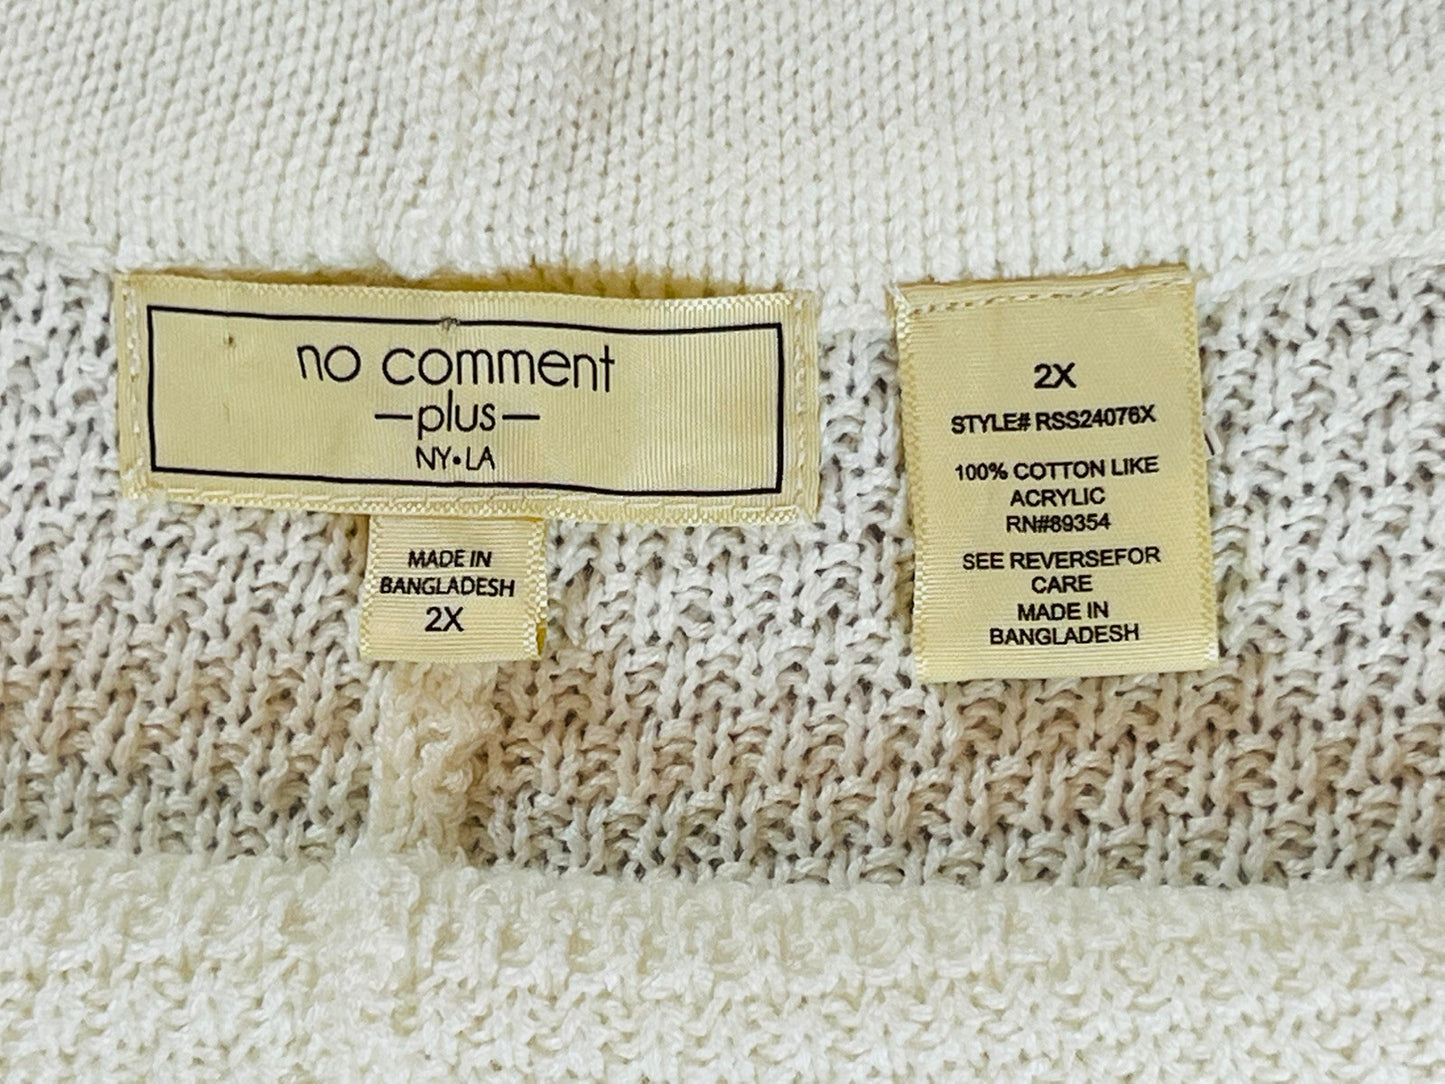 no comment
—plus—
NY•LA
MADE IN
BANGLADESH
2X
2X
STYLE# RSS24076X
100% COTTON LIKE
ACRYLIC
RN#89354
SEE REVERSEFOR
CARE
MADE IN
BANGLADESH